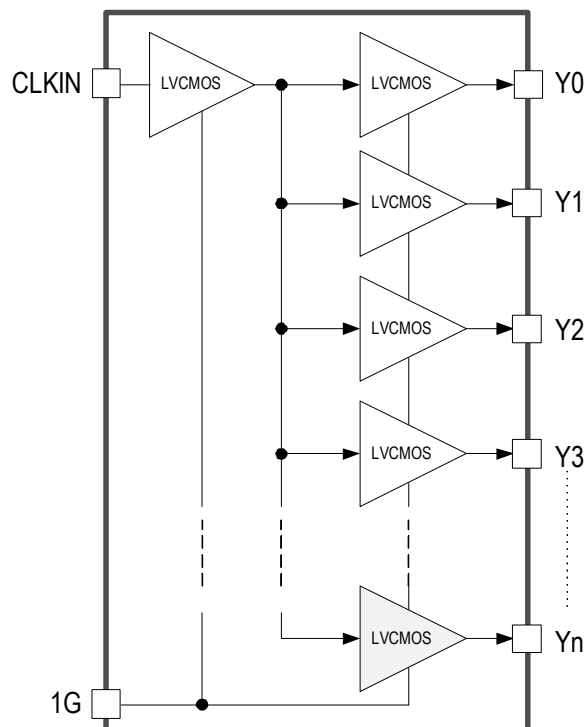 CLKIN
LVCMOS
LVCMOS
Y0
LVCMOS
Y1
LVCMOS
Y2
LVCMOS
Y3
LVCMOS
Yn
1G